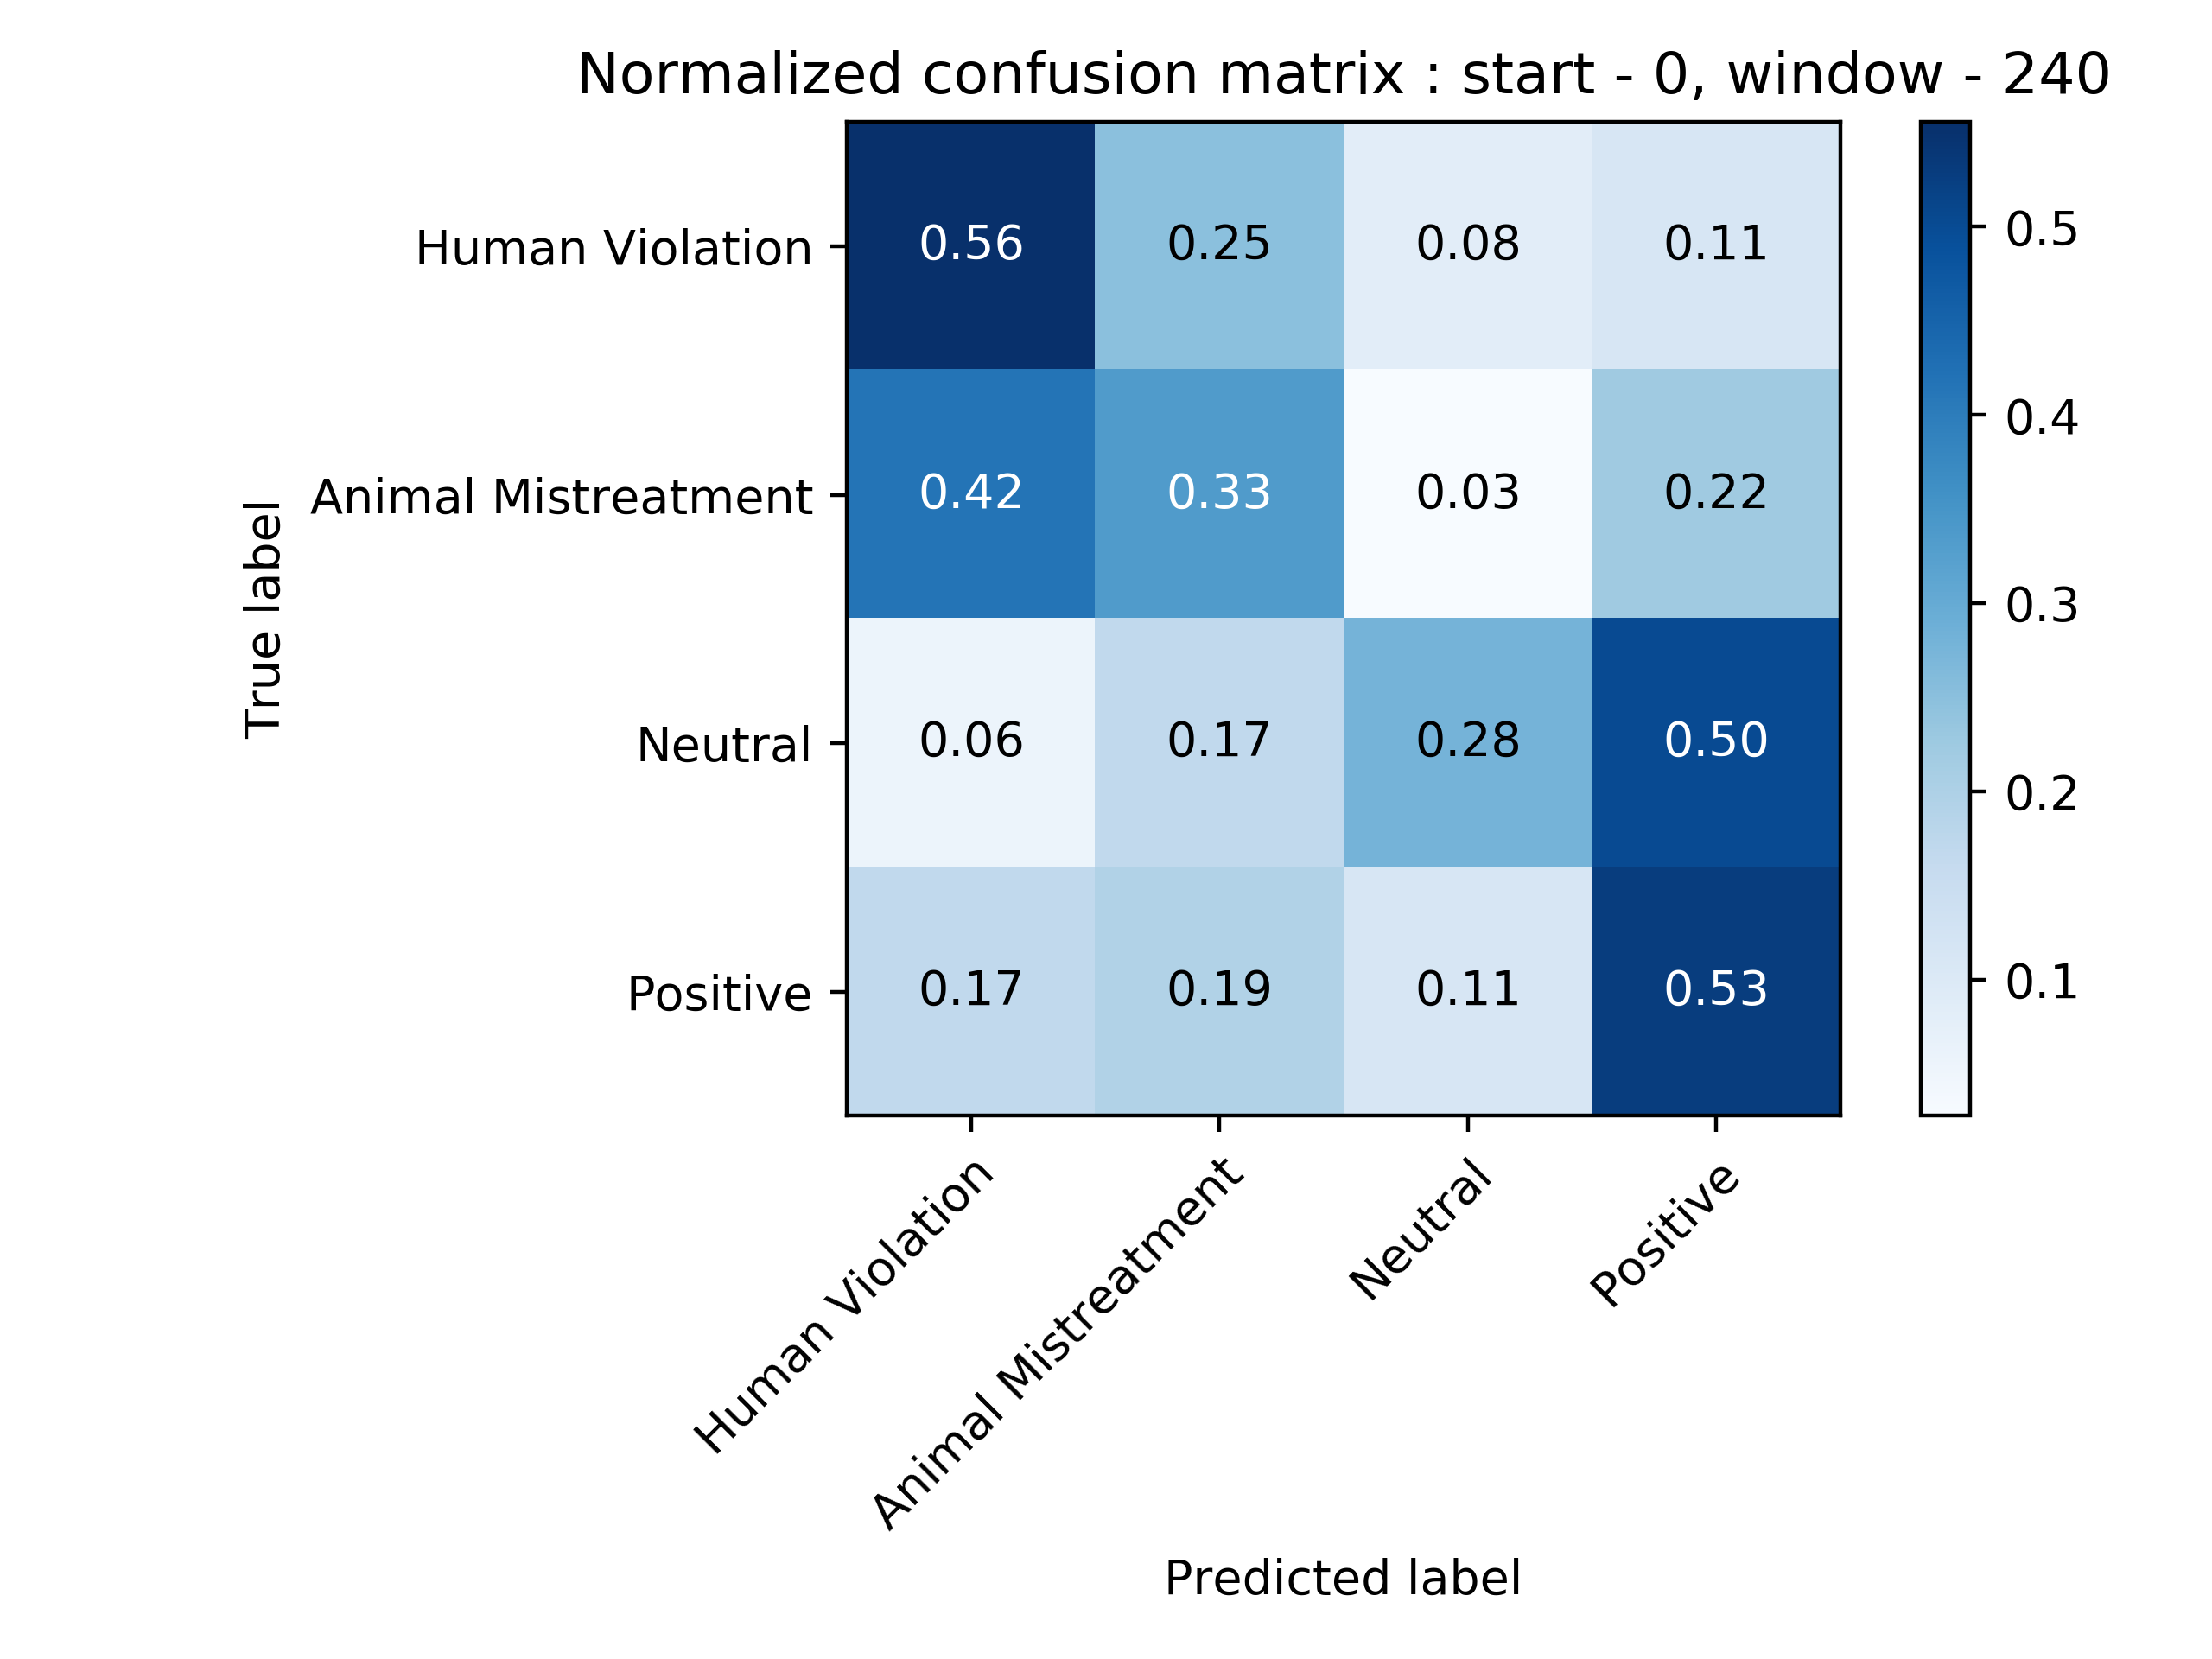 Normalized confusion matrix : start - 0, window - 240
True label
Human Violation
0.56 0.25 0.08 0.11
Animal Mistreatment
0.42 0.33 0.03 0.22
Neutral
0.06 0.17 0.28 0.50
Positive
0.17 0.19 0.11 0.53
0.5
0.4
0.3
0.2
0.1
Human Violation
Animal Mistreatment
Neutral
Positive
Predicted label